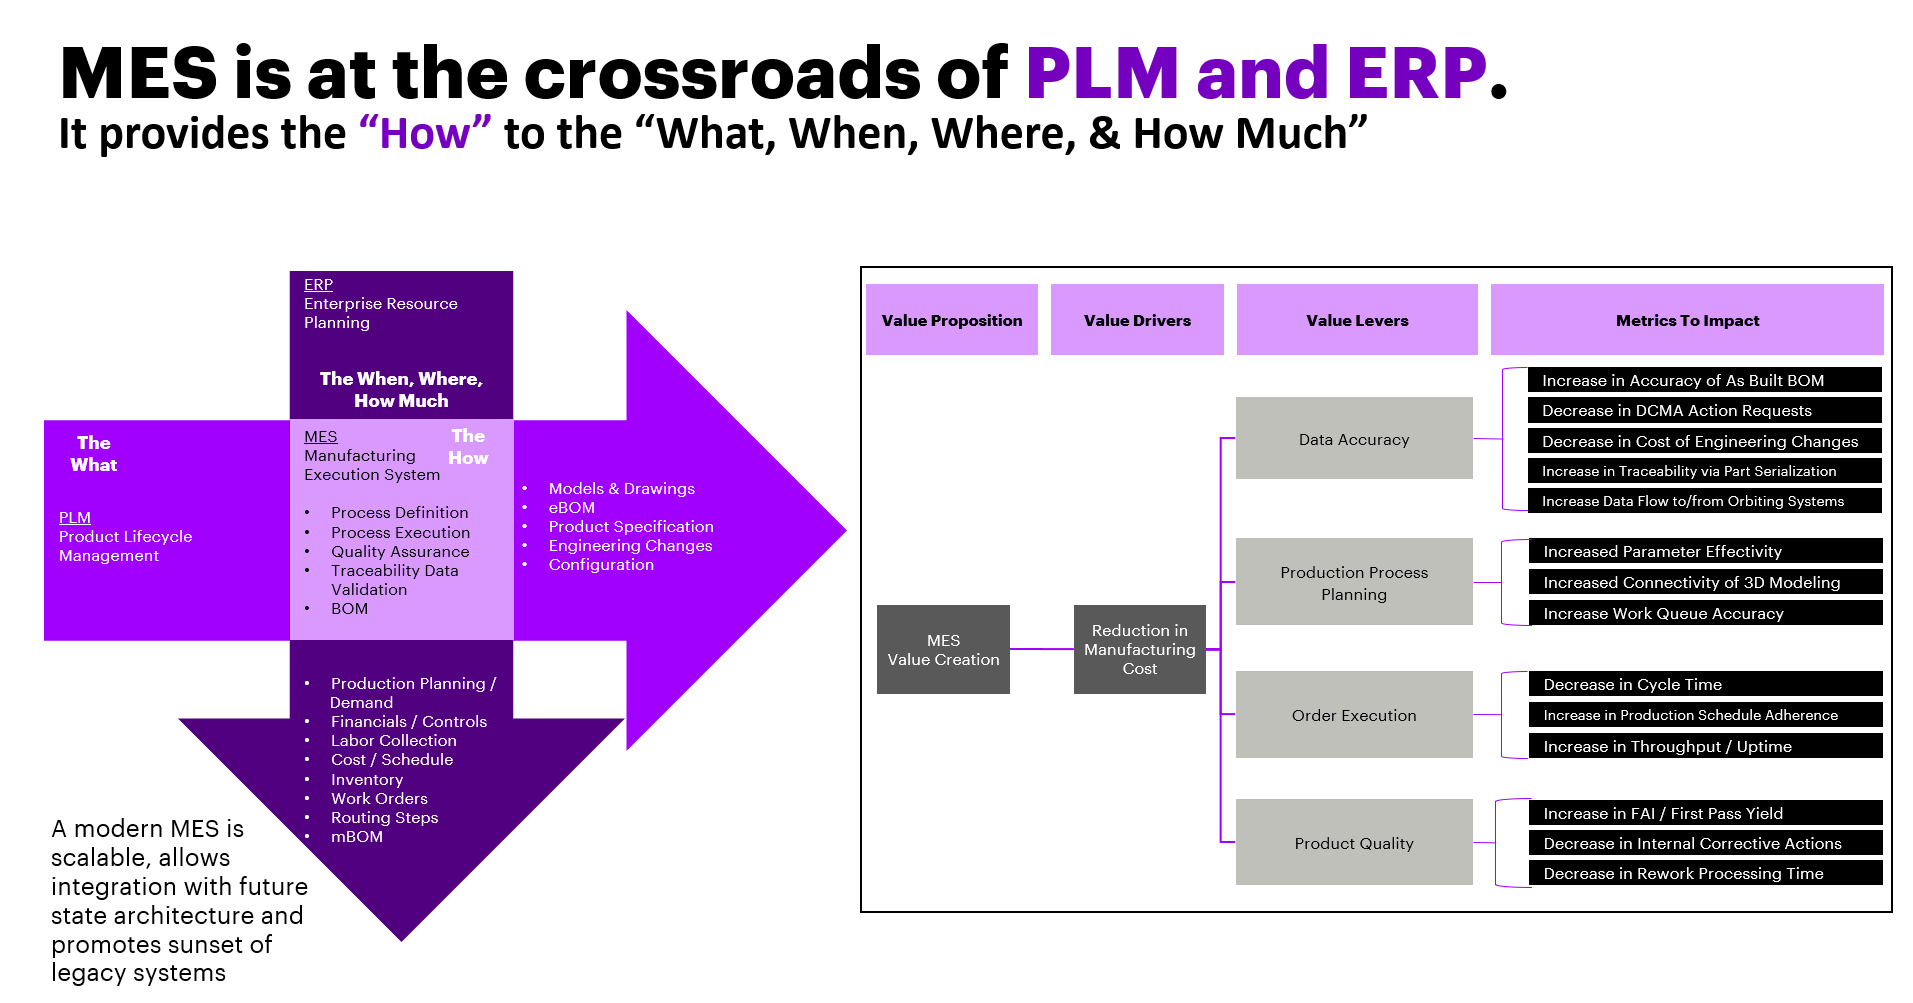 MES is at the crossroads of PLM and ERP.
It provides the “How” to the “What, When, Where, & How Much”
ERP
Enterprise Resource
Planning
The When, Where,
How Much
The
What
PLM
Product Lifecycle
Management
MES
Manufacturing
Execution System
The
How
• Process Definition
• Process Execution
• Quality Assurance
• Traceability Data
Validation
• BOM
• Models & Drawings
• eBOM
• Product Specification
• Engineering Changes
• Configuration
• Production Planning /
Demand
• Financials / Controls
• Labor Collection
• Cost / Schedule
• Inventory
• Work Orders
• Routing Steps
• mBOM
A modern MES is
scalable, allows
integration with future
state architecture and
promotes sunset of
legacy systems
Value Proposition
Value Drivers
Value Levers
Metrics To Impact
MES
Value Creation
Reduction in
Manufacturing
Cost
Data Accuracy
Increase in Accuracy of As Built BOM
Decrease in DCMA Action Requests
Decrease in Cost of Engineering Changes
Increase in Traceability via Part Serialization
Increase Data Flow to/from Orbiting Systems
Production Process
Planning
Increased Parameter Effectivity
Increased Connectivity of 3D Modeling
Increase Work Queue Accuracy
Order Execution
Decrease in Cycle Time
Increase in Production Schedule Adherence
Increase in Throughput / Uptime
Product Quality
Increase in FAI / First Pass Yield
Decrease in Internal Corrective Actions
Decrease in Rework Processing Time